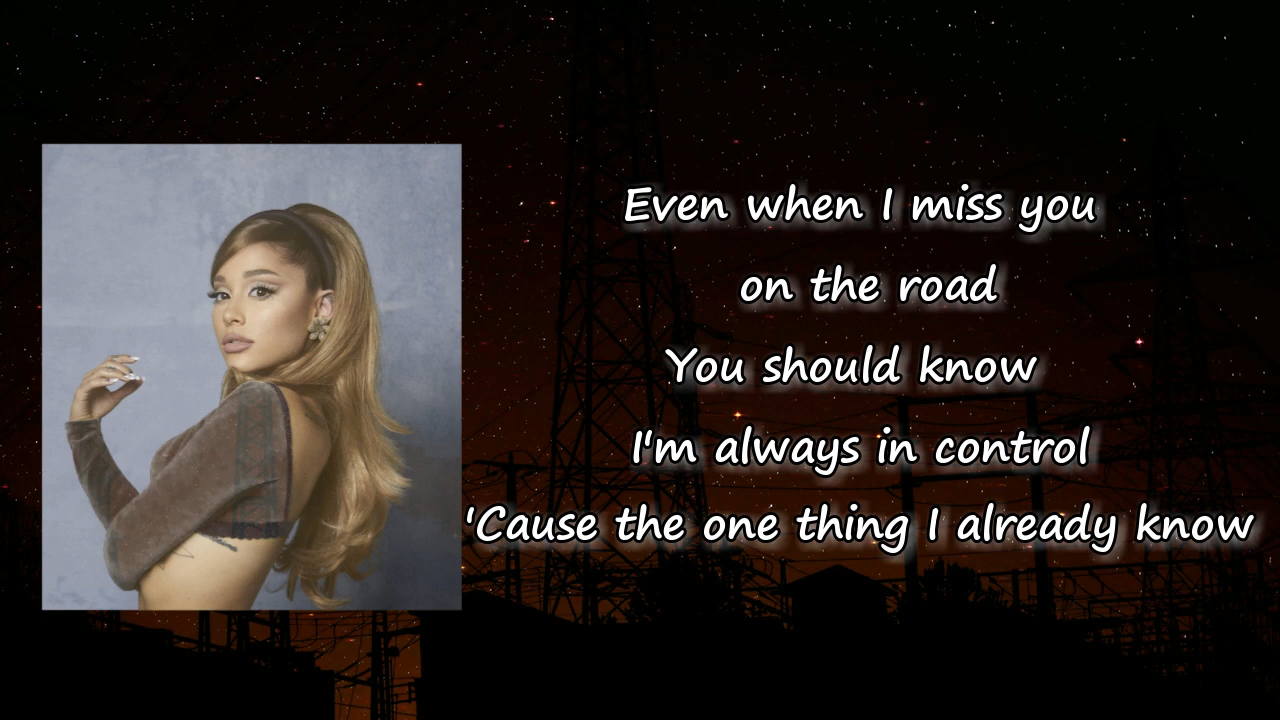 Even when I miss you
on the road
You should know
I'm always in control
'Cause the one thing I already know